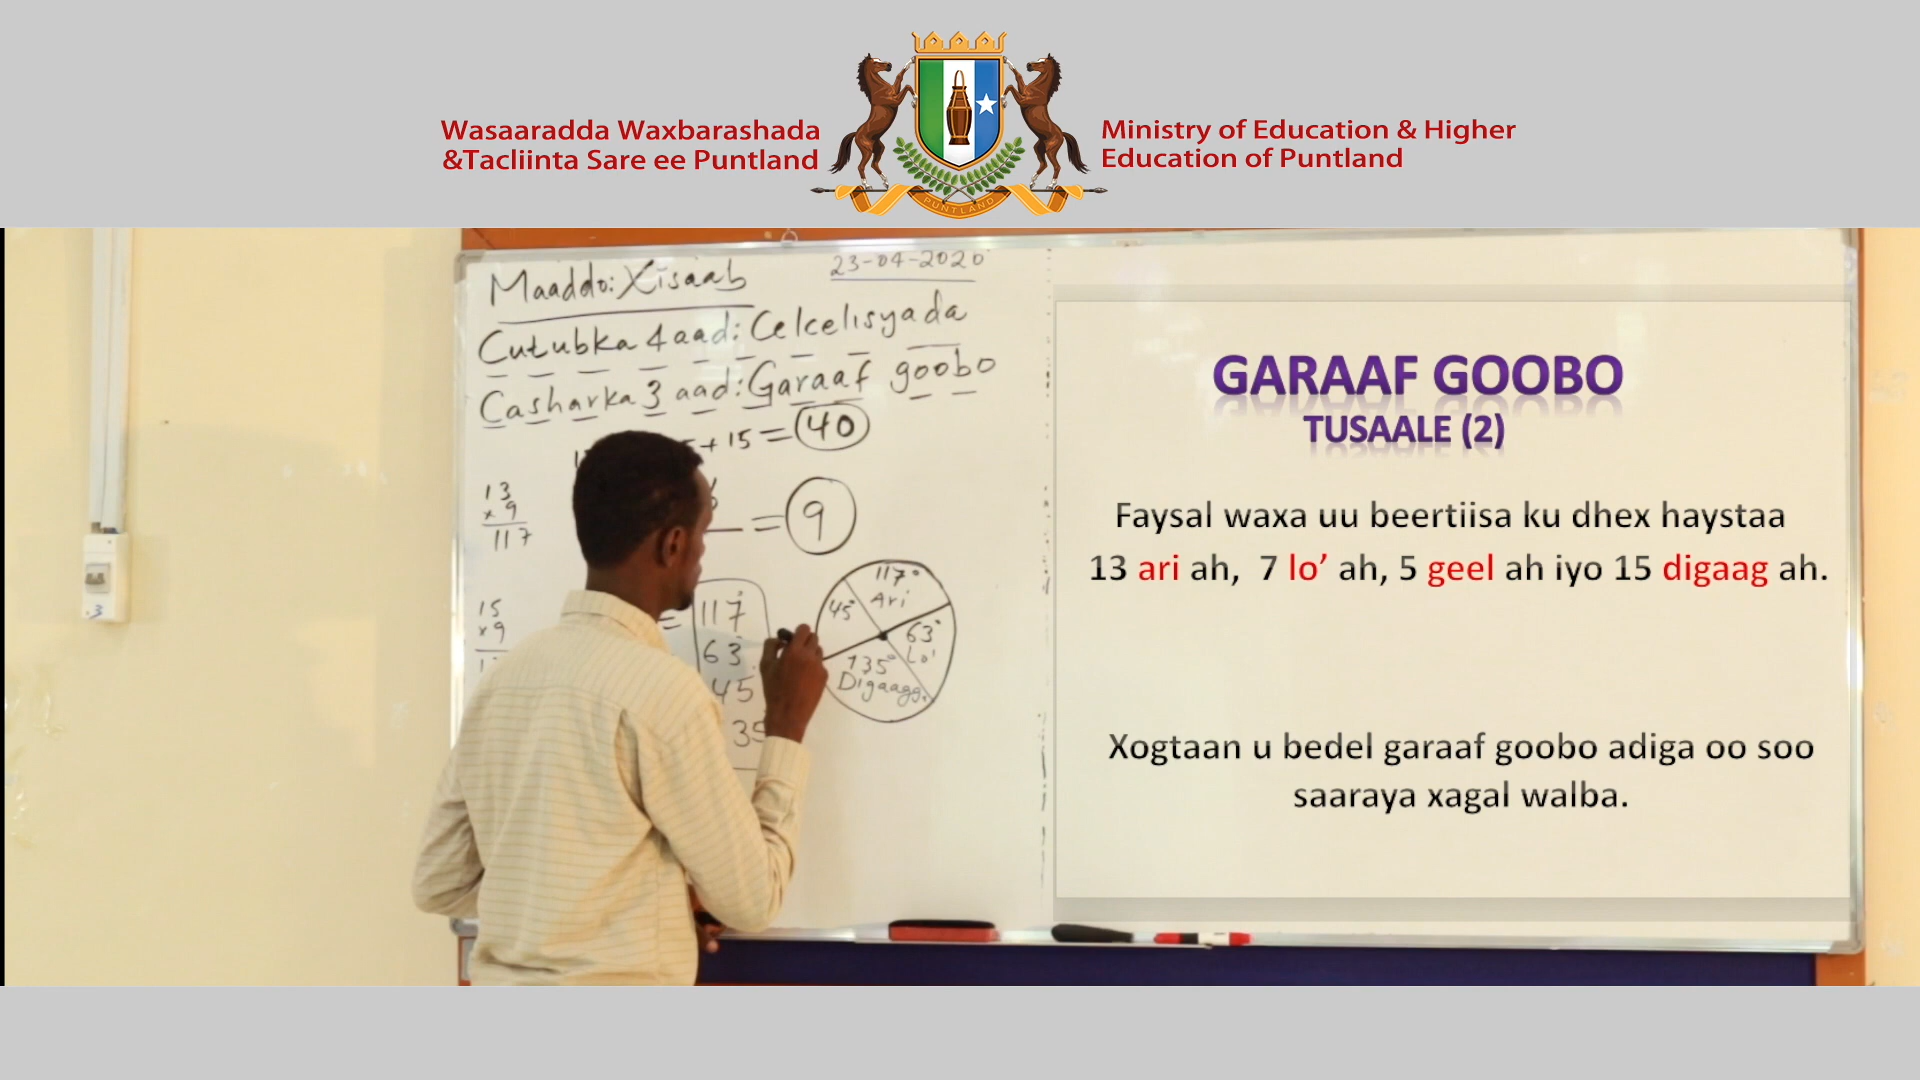 Wasaaradda Waxbarashada
&Tacliinta Sare ee Puntland
PUNTLAND
Ministry of Education & Higher
Education of Puntland
23-04-2020
Maaddo: Xisaab
Cutubka 4aad: Celcelisyada
Casharka 3aad: Garaaf goobo
+ 15 = 40
13
x 9
117
= 9
15
x 9
= 117°
63
45
35
117°
Ari
45°
63°
Lo'
135°
Digaagg
GARAAF GOOBO
TUSAALE (2)
Faysal waxa uu beertiisa ku dhex haystaa
13 ari ah, 7 lo’ ah, 5 geel ah iyo 15 digaag ah.
Xogtaan u bedel garaaf goobo adiga oo soo
saaraya xagal walba.